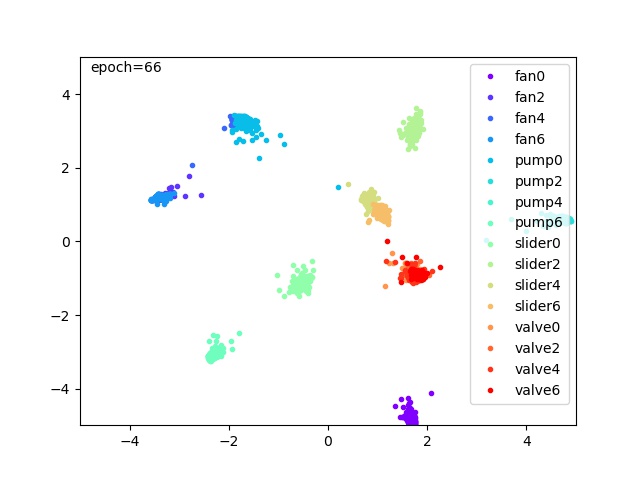 epoch=66
fan0
fan2
fan4
fan6
pump0
pump2
pump4
pump6
slider0
slider2
slider4
slider6
valve0
valve2
valve4
valve6
4
2
0
−2
−4
−4
−2
0
2
4